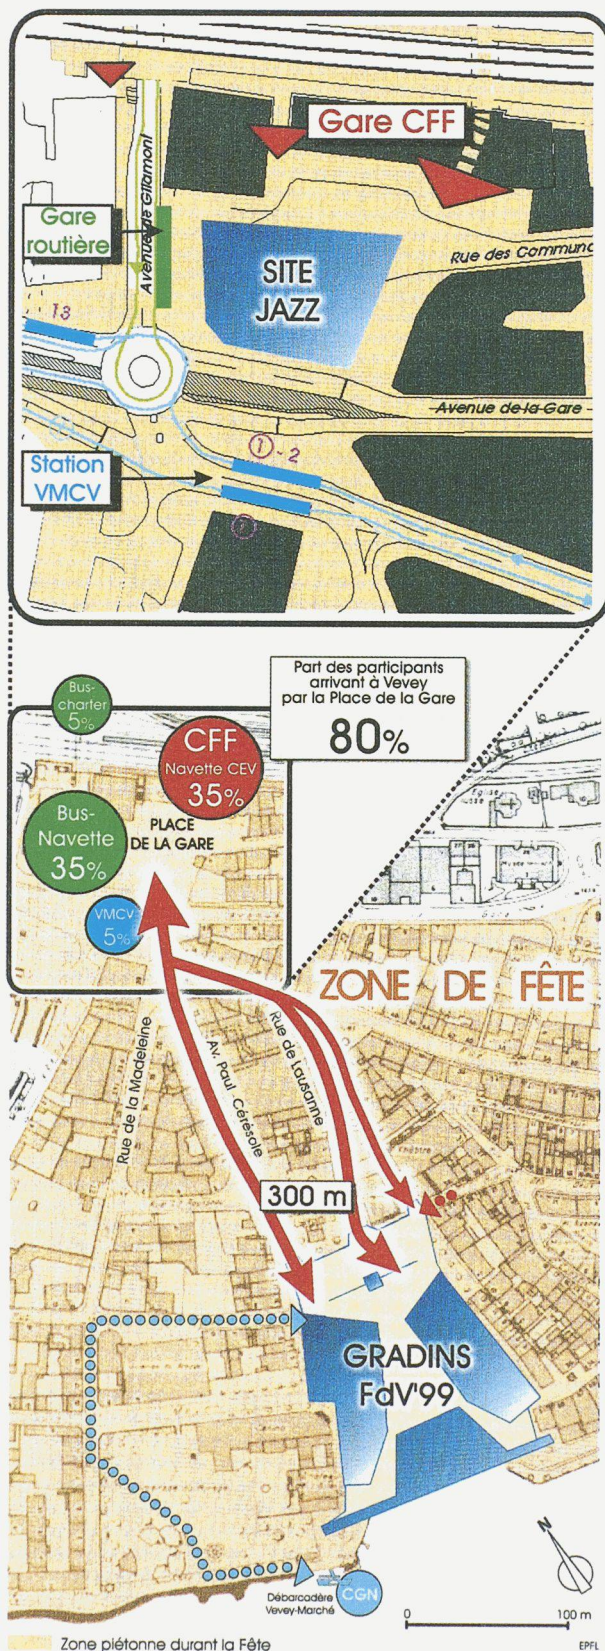 Gare CFF
Avenue de Gilamont
Gare
routière
SITE
JAZZ
Rue des Communa
13
Avenue de la Gare
Station
VMCV
1 - 2
Part des participants
arrivant à Vevey
par la Place de la Gare
80%
Bus-
charter
5%
CFF
Navette CEV
35%
Bus-
Navette
35%
PLACE
DE LA GARE
VMCV
5%
ZONE DE FÊTE
Rue de la Madeleine
Av. Paul Cérésole
Rue de Lausanne
Théâtre
300 m
GRADINS
FdV'99
N
Débarcadère
Vevey-Marché
CGN
0 100 m
Zone piétonne durant la Fête
EPFL